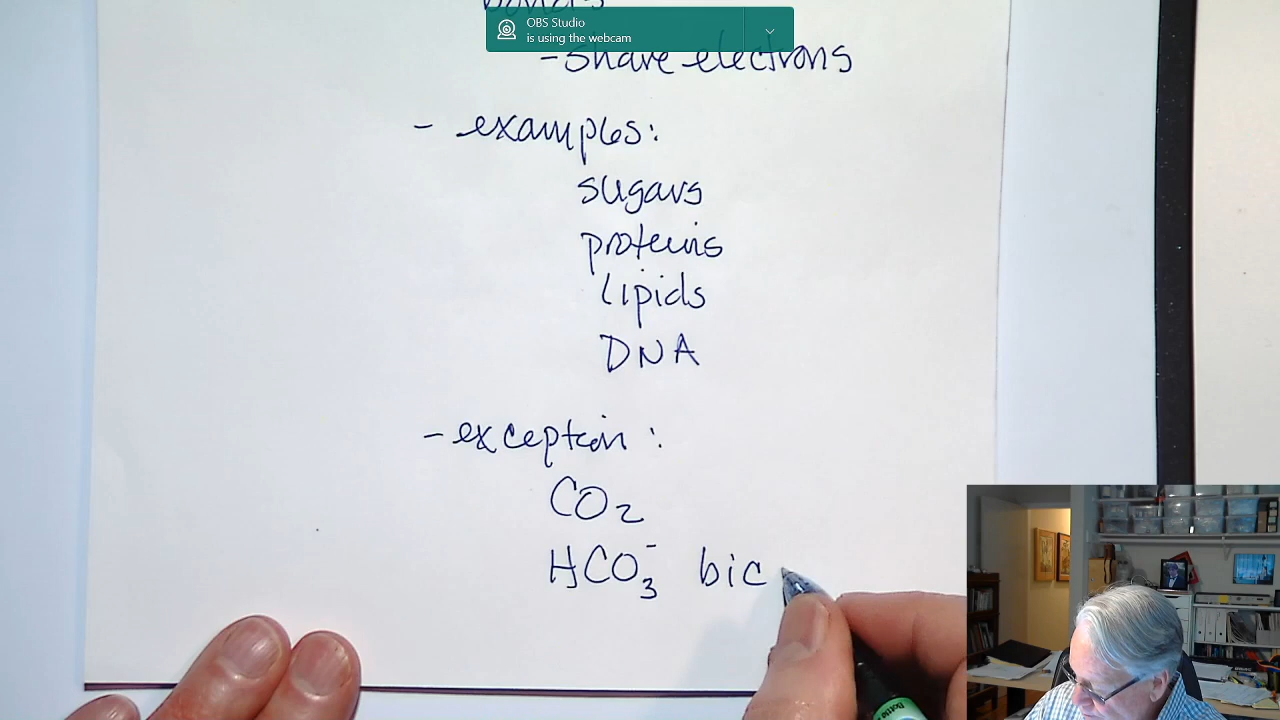 OBS Studio
is using the webcam
- share electrons
- examples:
sugars
proteins
lipids
DNA
- exception:
CO2
HCO3- bic